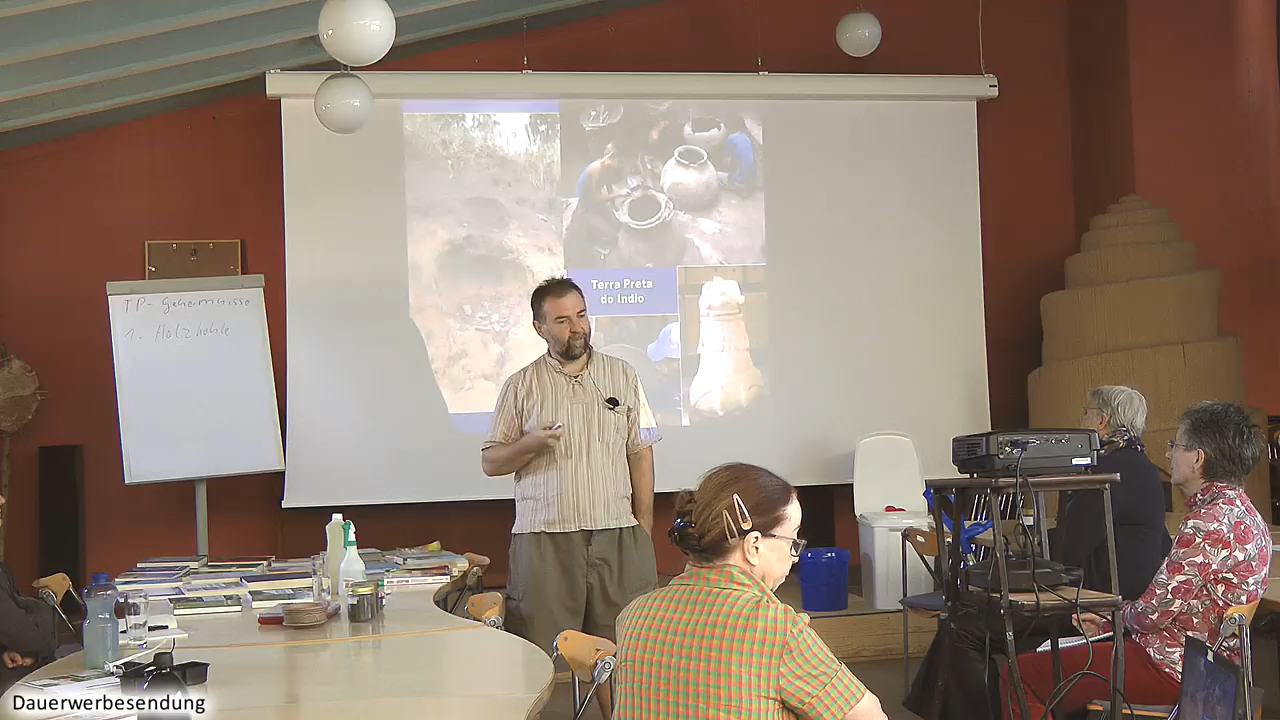 TP-Geheimnisse
1. Holzkohle
Terra Preta
do Indio
Dauerwerbesendung